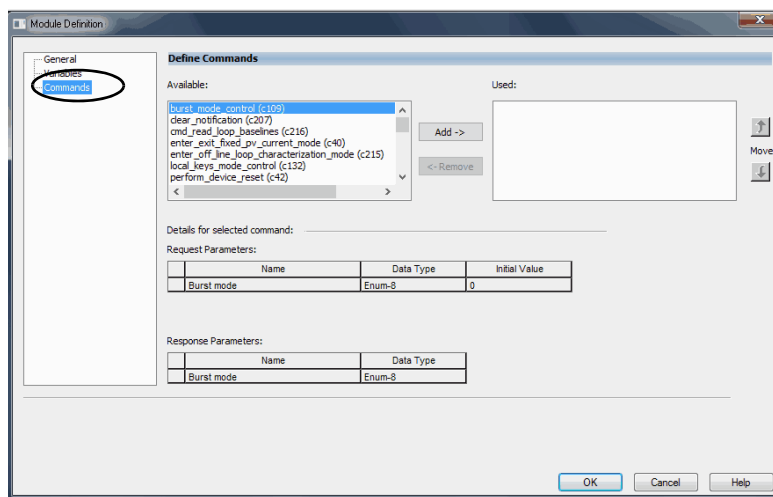 Module Definition
General
Variables
Commands
Define Commands
Available:
Used:
burst_mode_control (c109)
clear_notification (c207)
cmd_read_loop_baselines (c216)
enter_exit_fixed_pv_current_mode (c40)
enter_off_line_loop_characterization_mode (c215)
local_keys_mode_control (c132)
perform_device_reset (c42)
Add ->
<- Remove
Move
Details for selected command:
Request Parameters:
Name Data Type Initial Value
Burst mode Enum-8 0
Response Parameters:
Name Data Type
Burst mode Enum-8
OK Cancel Help